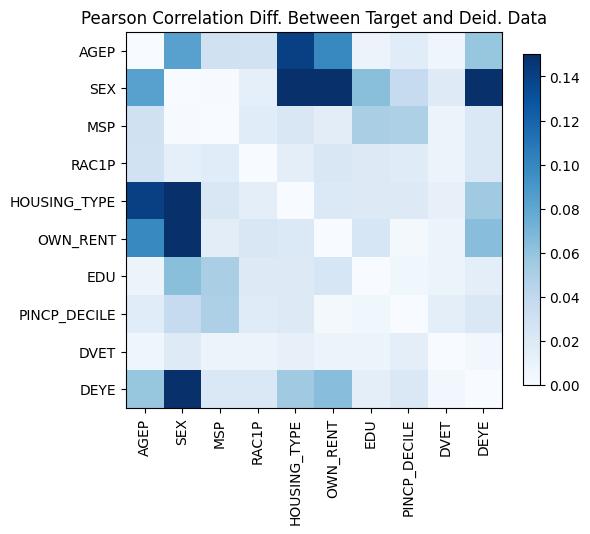 Pearson Correlation Diff. Between Target and Deid. Data
AGEP
SEX
MSP
RAC1P
HOUSING_TYPE
OWN_RENT
EDU
PINCP_DECILE
DVET
DEYE
AGEP
SEX
MSP
RAC1P
HOUSING_TYPE
OWN_RENT
EDU
PINCP_DECILE
DVET
DEYE
0.14
0.12
0.10
0.08
0.06
0.04
0.02
0.00